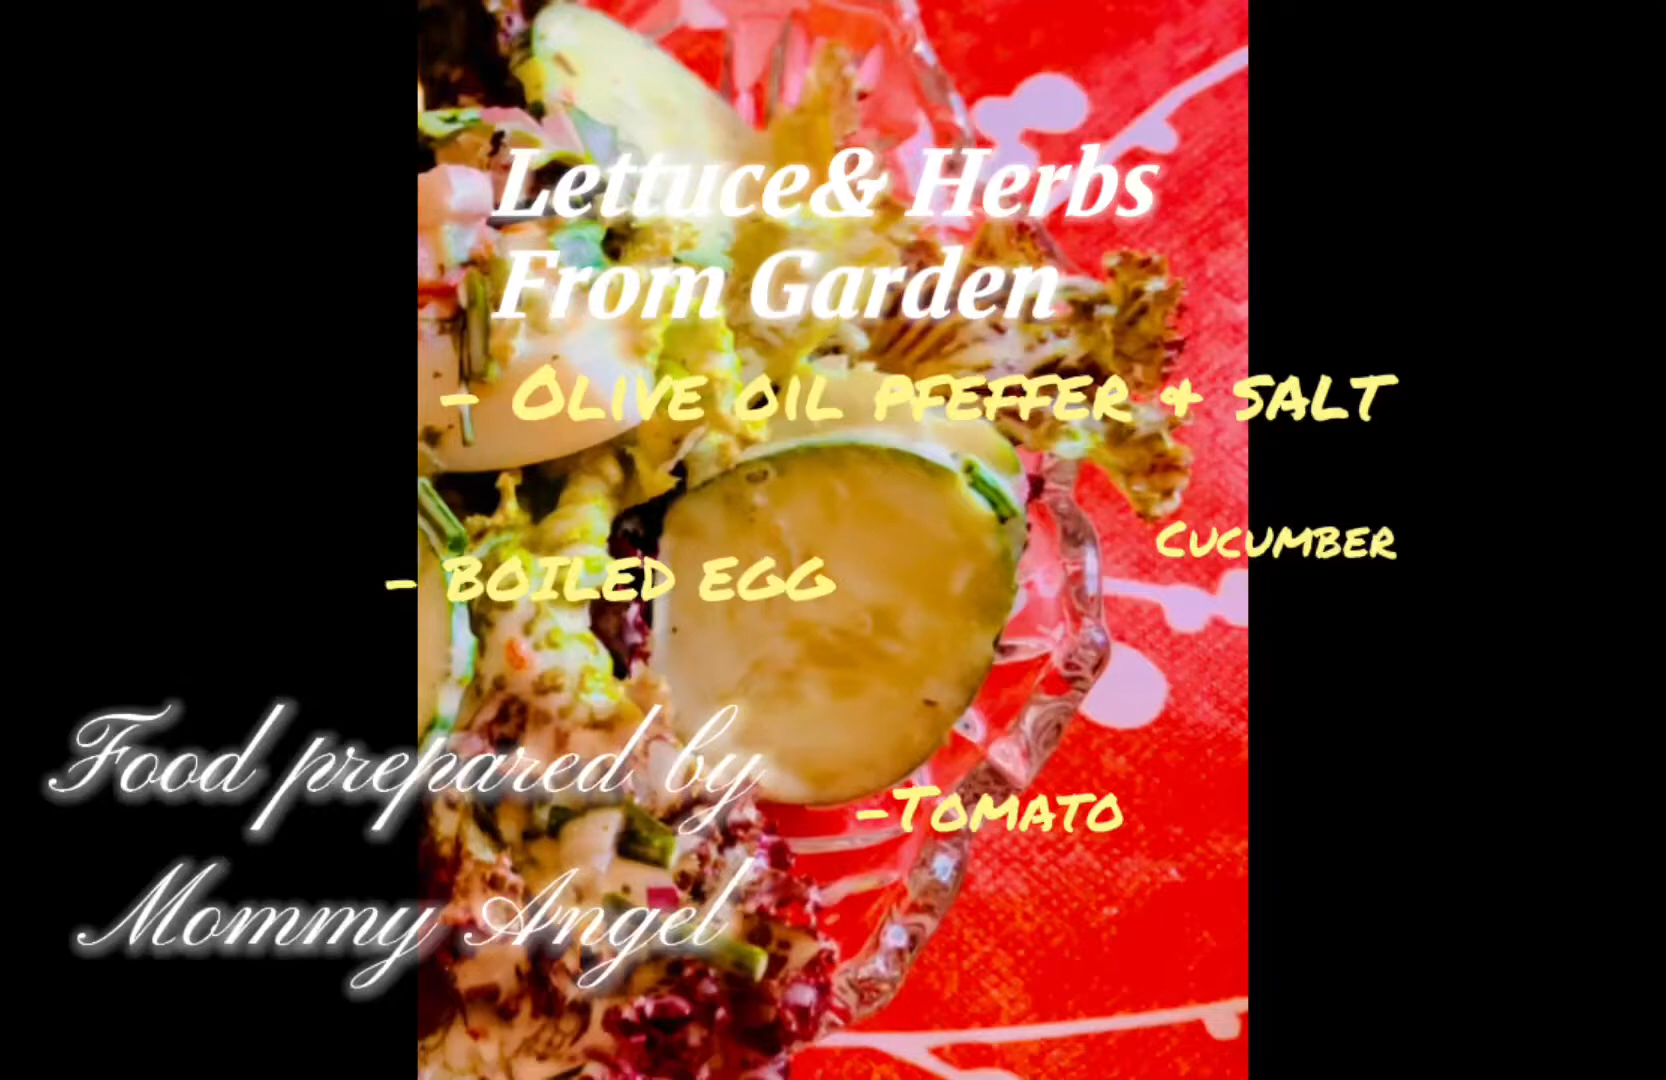 Lettuce& Herbs
From Garden
- Olive oil pfeffer & salt
Cucumber
- boiled egg
Food prepared by
-Tomato
Mommy Angel